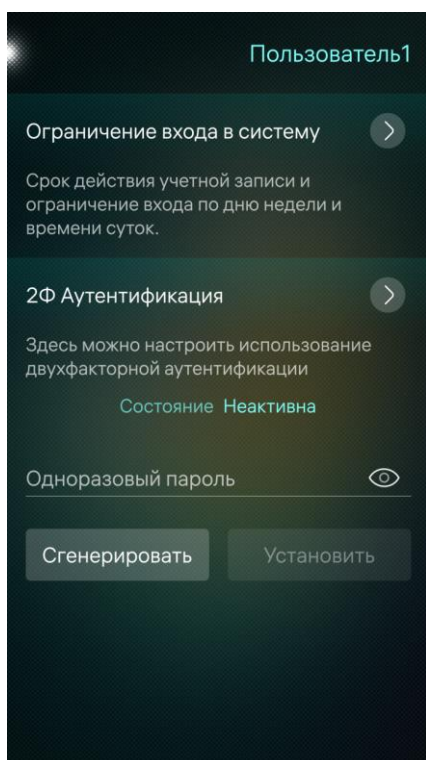 Пользователь1
Ограничение входа в систему
Срок действия учетной записи и
ограничение входа по дню недели и
времени суток.
2Ф Аутентификация
Здесь можно настроить использование
двухфакторной аутентификации
Состояние Неактивна
Одноразовый пароль
Сгенерировать Установить